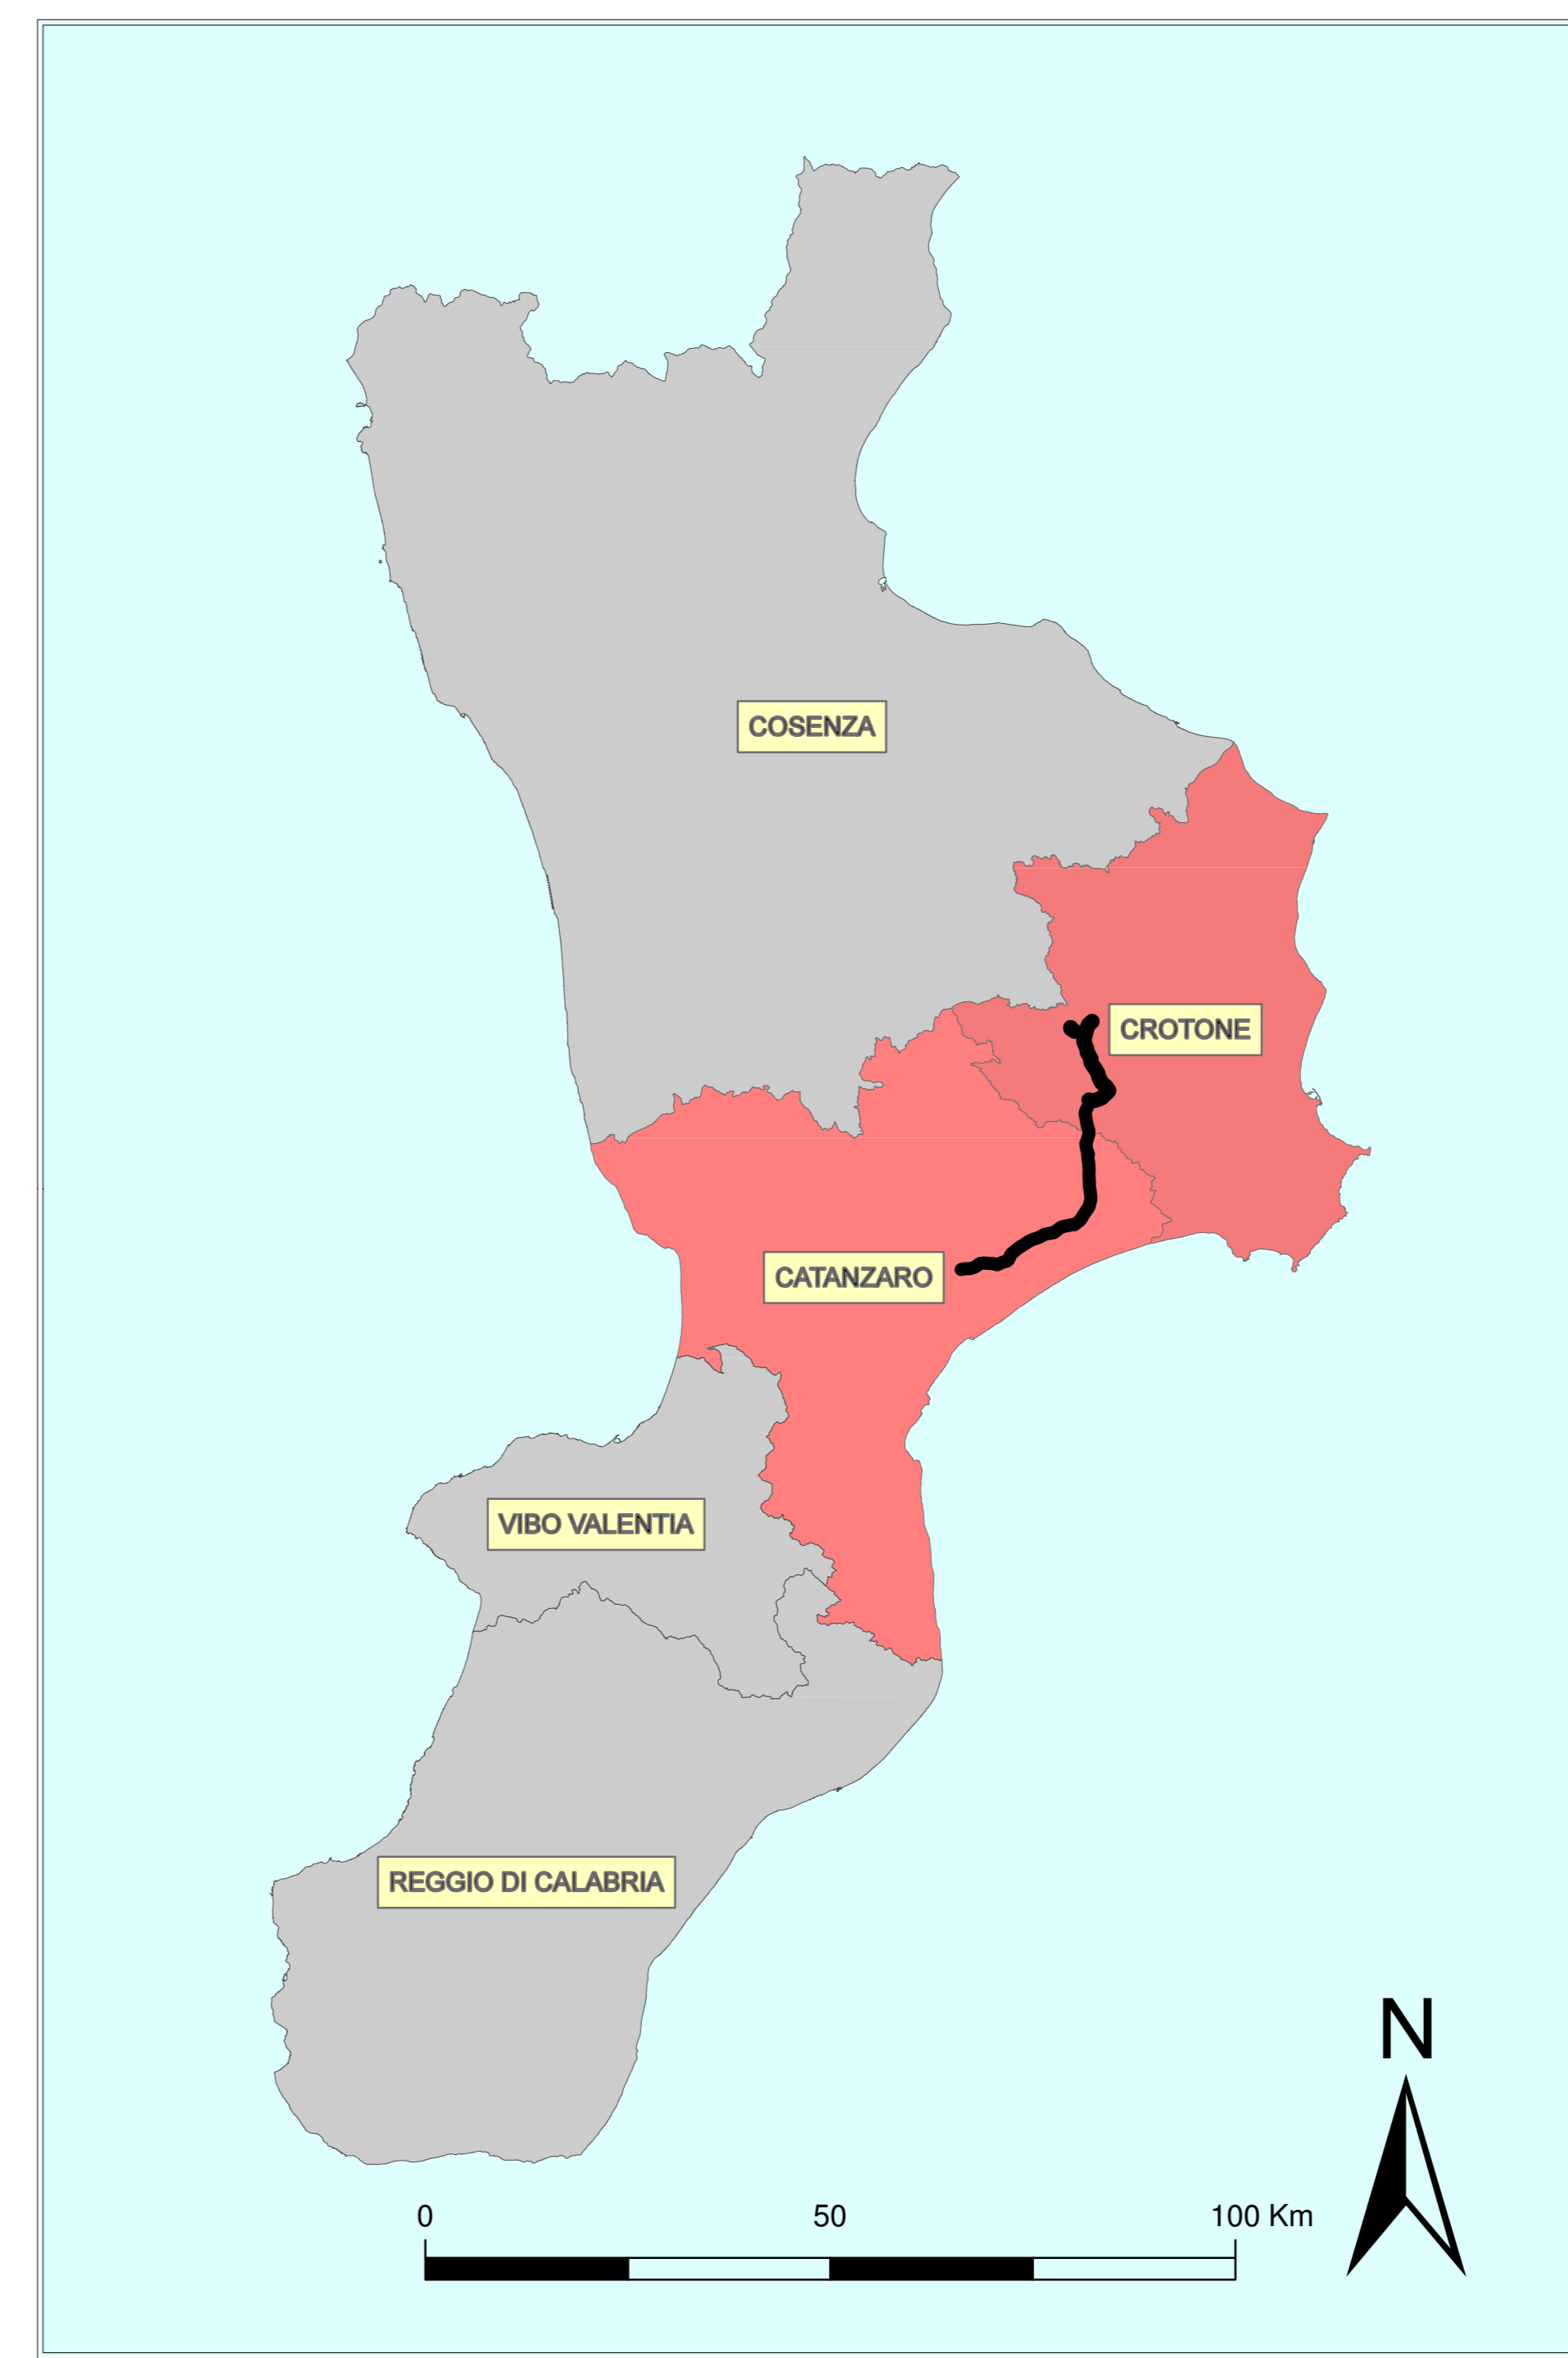 COSENZA
CROTONE
CATANZARO
VIBO VALENTIA
REGGIO DI CALABRIA
N
0 50 100 Km